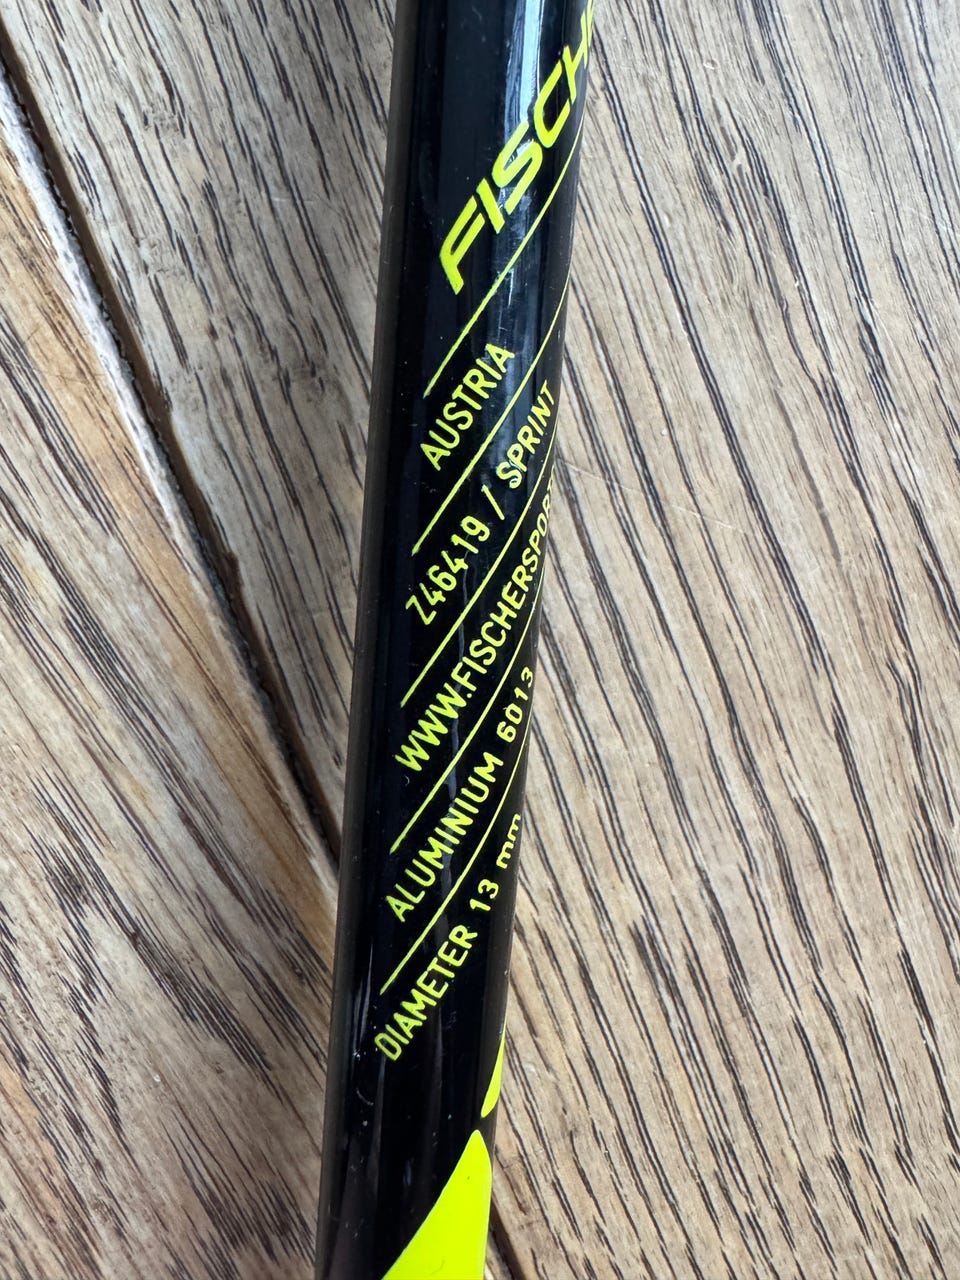 FISCH
AUSTRIA
Z46419 / SPRINT
WWW.FISCHERSPORT
ALUMINIUM 6013
DIAMETER 13 mm